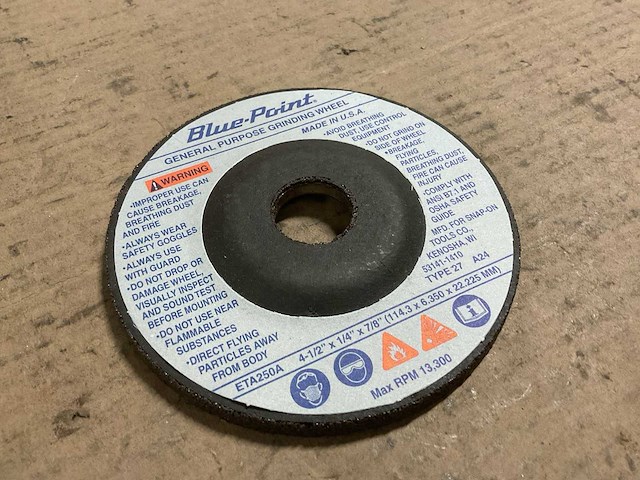 Blue-Point®
GENERAL PURPOSE GRINDING WHEEL
MADE IN U.S.A.
WARNING
•IMPROPER USE CAN
CAUSE BREAKAGE,
BREATHING DUST
AND FIRE
•ALWAYS WEAR
SAFETY GOGGLES
•ALWAYS USE
WITH GUARD
•DO NOT DROP OR
DAMAGE WHEEL,
VISUALLY INSPECT
AND SOUND TEST
BEFORE MOUNTING
•DO NOT USE NEAR
FLAMMABLE
SUBSTANCES
•DIRECT FLYING
PARTICLES AWAY
FROM BODY
•AVOID BREATHING
DUST, USE CONTROL
EQUIPMENT
•DO NOT GRIND ON
SIDE OF WHEEL
•BREAKAGE,
FLYING
PARTICLES,
BREATHING DUST,
FIRE CAN CAUSE
INJURY
•COMPLY WITH
ANSI B7.1 AND
OSHA SAFETY
GUIDE
MFD. FOR SNAP-ON
TOOLS CO.,
KENOSHA, WI
53141-1410
TYPE 27 A24
ETA250A 4-1/2" x 1/4" x 7/8" (114.3 x 6.350 x 22.225 MM)
Max RPM 13,300